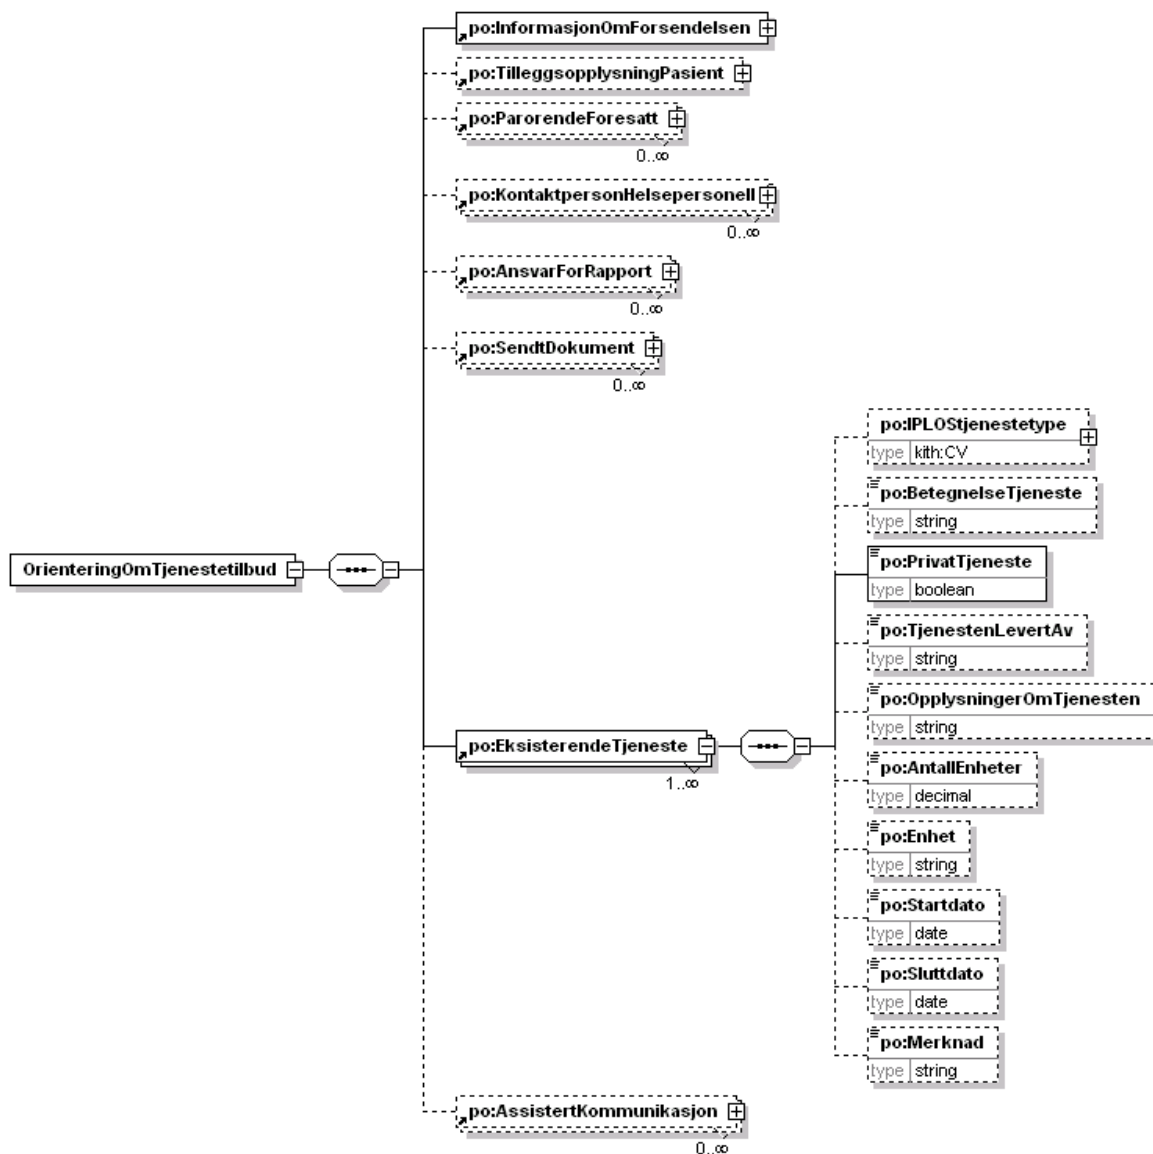 po:InformasjonOmForsendelsen
po:TilleggsopplysningPasient
po:ParorendeForesatt
0..∞
po:KontaktpersonHelsepersonell
0..∞
po:AnsvarForRapport
0..∞
po:SendtDokument
0..∞
po:IPLOStjenestetype
type kith:CV
po:BetegnelseTjeneste
type string
OrienteringOmTjenestetilbud
po:PrivatTjeneste
type boolean
po:TjenestenLevertAv
type string
po:OpplysningerOmTjenesten
type string
po:EksisterendeTjeneste
1..∞
po:AntallEnheter
type decimal
po:Enhet
type string
po:Startdato
type date
po:Sluttdato
type date
po:Merknad
type string
po:AssistertKommunikasjon
0..∞